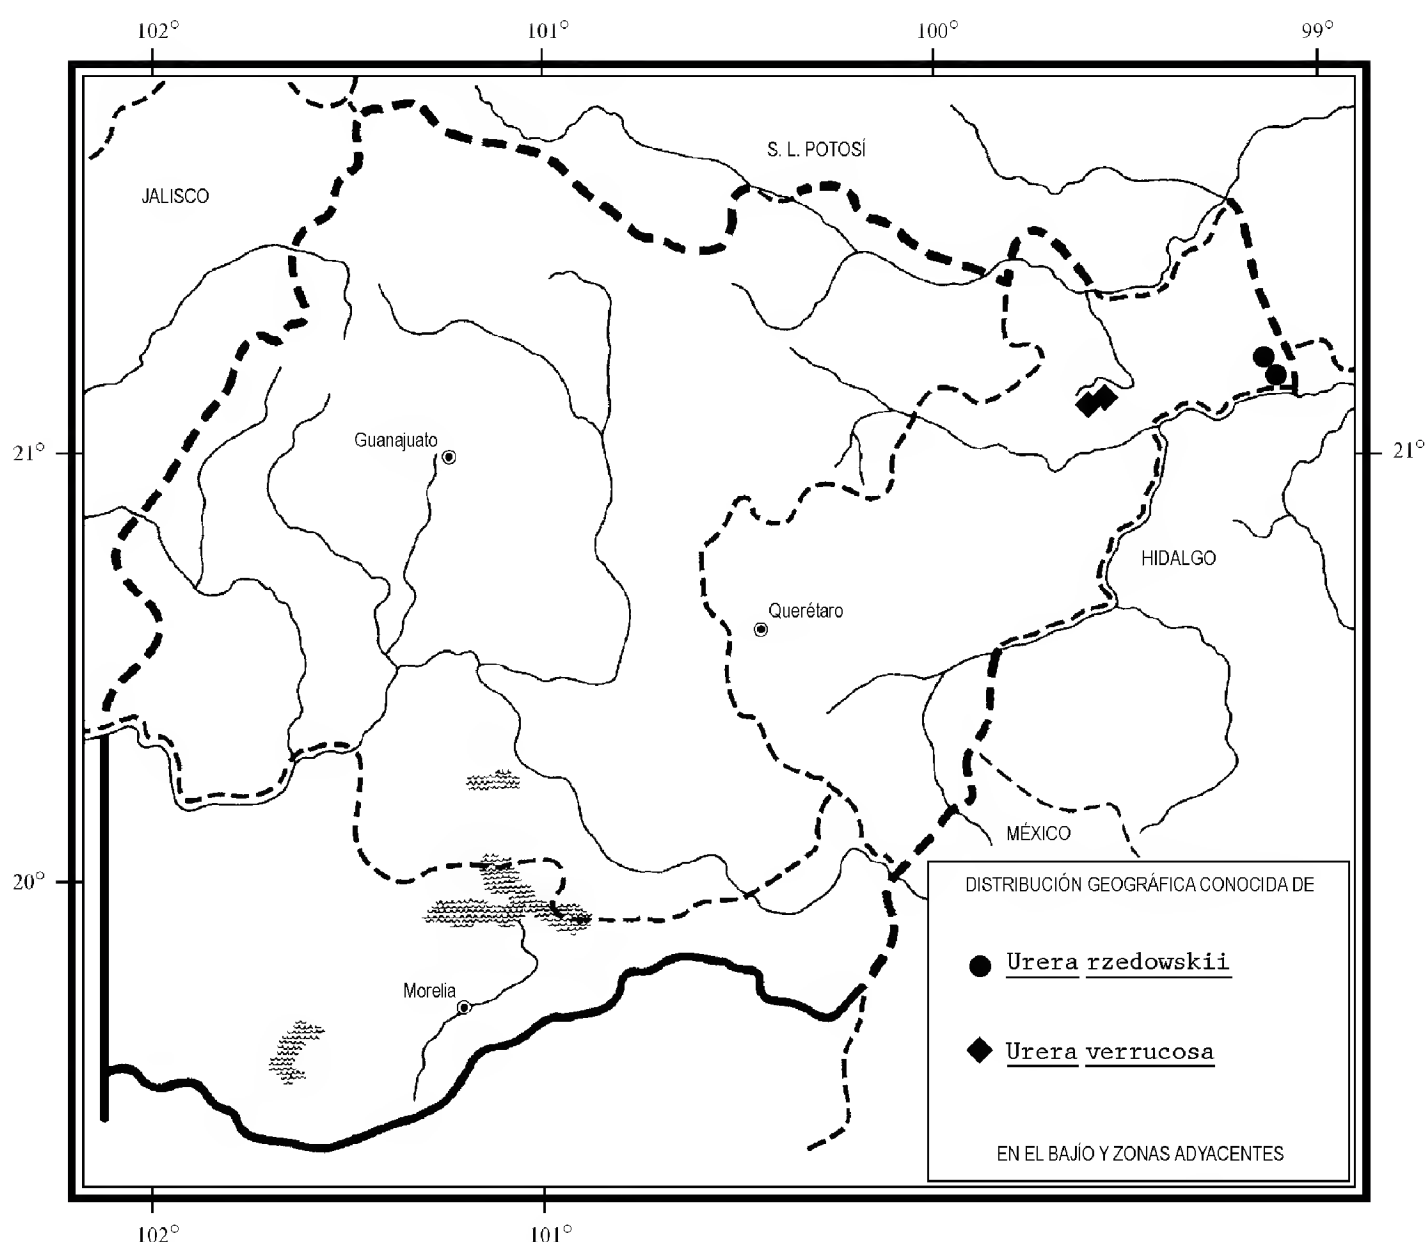 102° 101° 100° 99°
S. L. POTOSÍ
JALISCO
Guanajuato
21° 21°
HIDALGO
Querétaro
MÉXICO
20°
DISTRIBUCIÓN GEOGRÁFICA CONOCIDA DE
Urera rzedowskii
Morelia
Urera verrucosa
EN EL BAJÍO Y ZONAS ADYACENTES
102° 101°